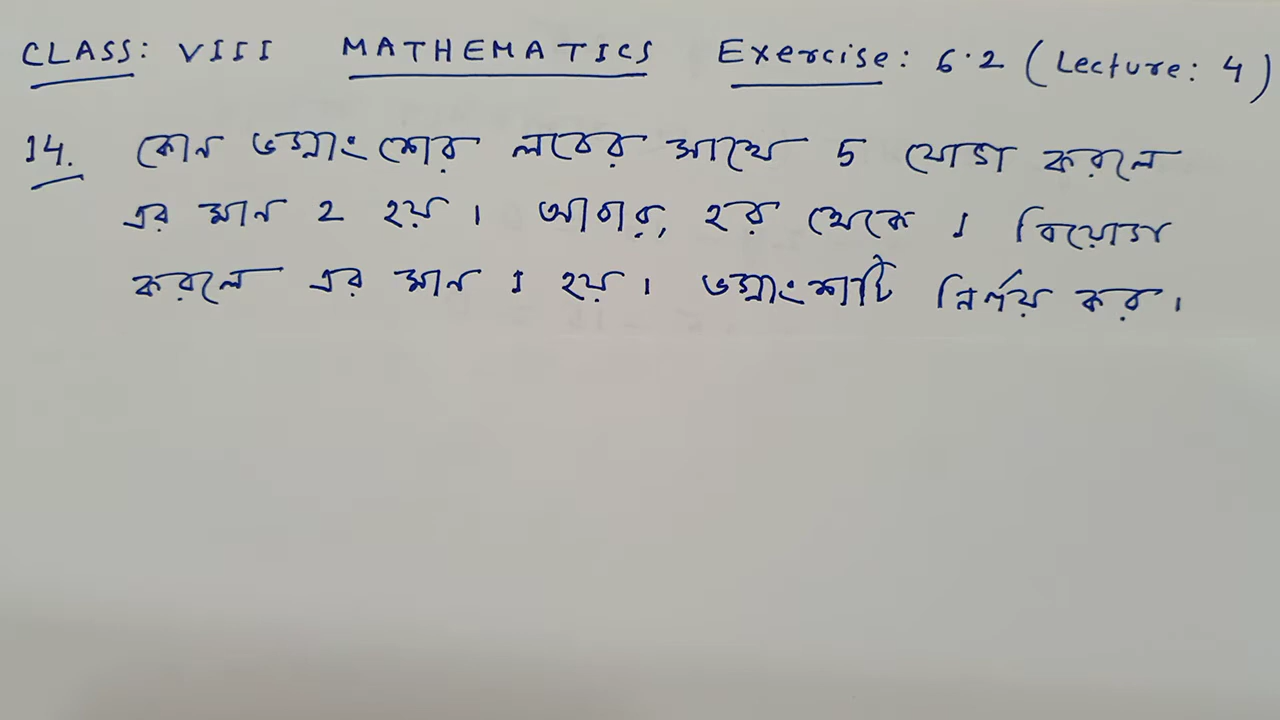 CLASS: VIII MATHEMATICS Exercise: 6.2 (Lecture: 4)
14. কোন ভগ্নাংশের লবের সাথে 5 যোগ করলে
এর মান 2 হয়। আবার, হর থেকে 1 বিয়োগ
করলে এর মান 1 হয়। ভগ্নাংশটি নির্ণয় কর।